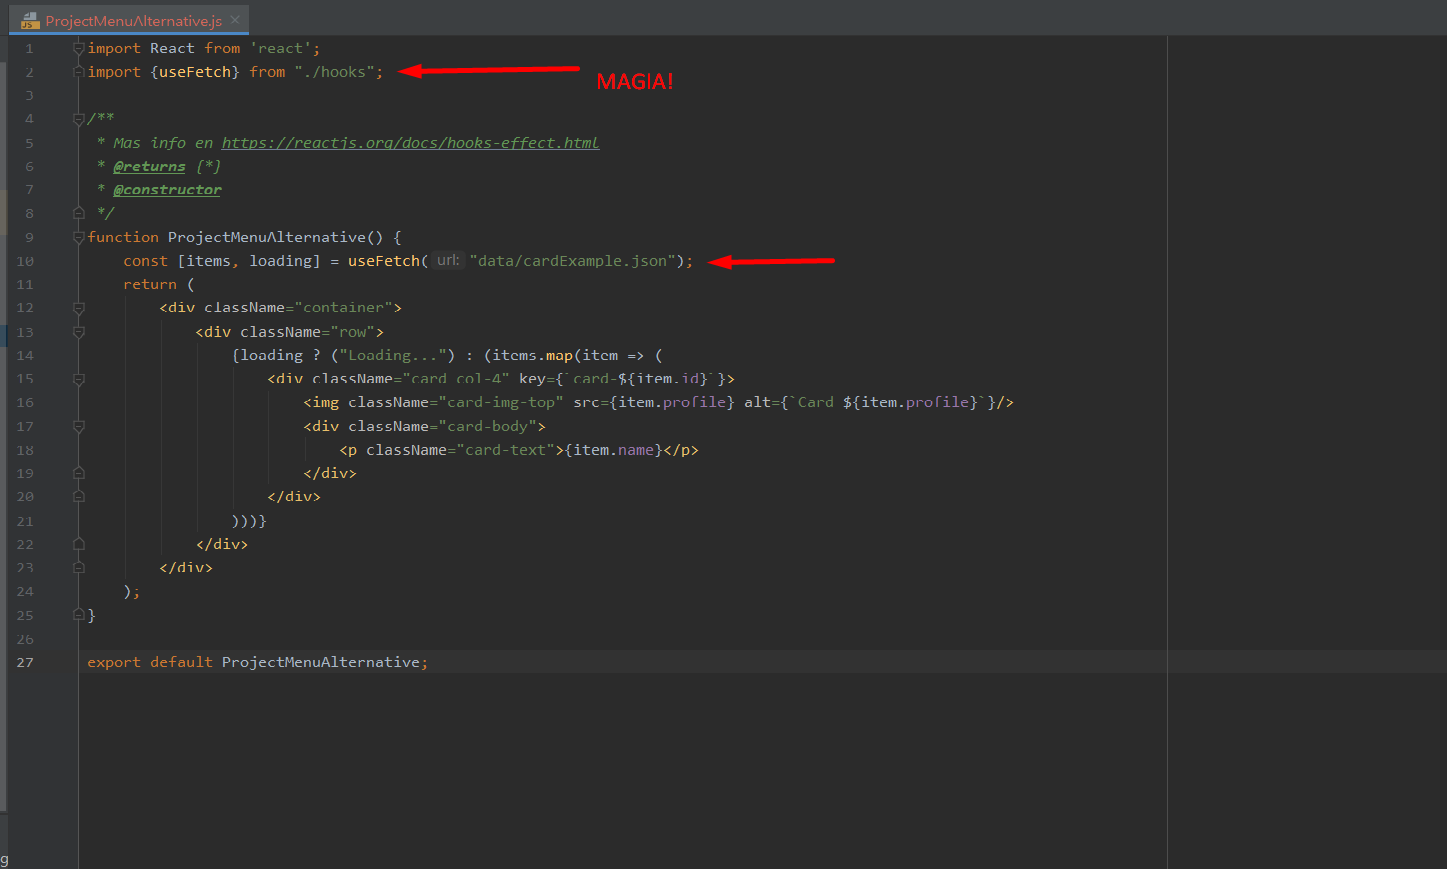 ProjectMenuAlternative.js
1 import React from 'react';
2 import {useFetch} from "./hooks";
MAGIA!
3
4 /**
5 * Mas info en https://reactjs.org/docs/hooks-effect.html
6 * @returns {*}
7 * @constructor
8 */
9 function ProjectMenuAlternative() {
10 const [items, loading] = useFetch( url: "data/cardExample.json");
11 return (
12 <div className="container">
13 <div className="row">
14 {loading ? ("Loading...") : (items.map(item => (
15 <div className="card col-4" key={`card-${item.id}`}>
16 <img className="card-img-top" src={item.profile} alt={`Card ${item.profile}`}/>
17 <div className="card-body">
18 <p className="card-text">{item.name}</p>
19 </div>
20 </div>
21 )))}
22 </div>
23 </div>
24 );
25 }
26
27 export default ProjectMenuAlternative;
g